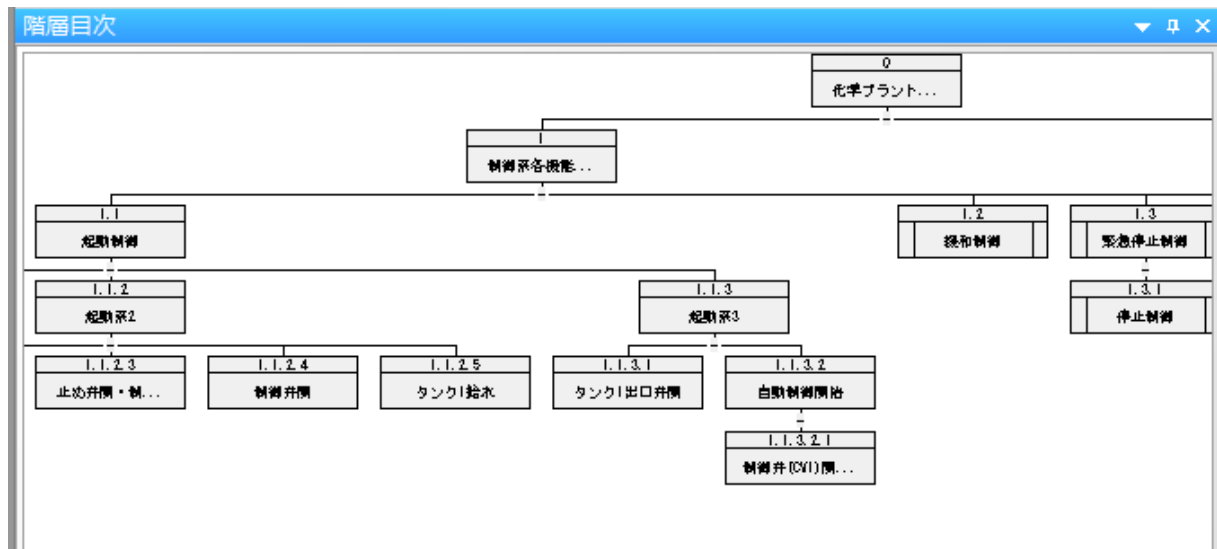 階層目次
0
化学プラント...
1
制御系各機能...
1.1
起動制御
1.2
緩和制御
1.3
緊急停止制御
1.1.2
起動系2
1.1.3
起動系3
1.3.1
停止制御
1.1.2.3
止め弁開・制...
1.1.2.4
制御弁開
1.1.2.5
タンク1給水
1.1.3.1
タンク1出口弁開
1.1.3.2
自動制御開始
1.1.3.2.1
制御弁(CV1)開...